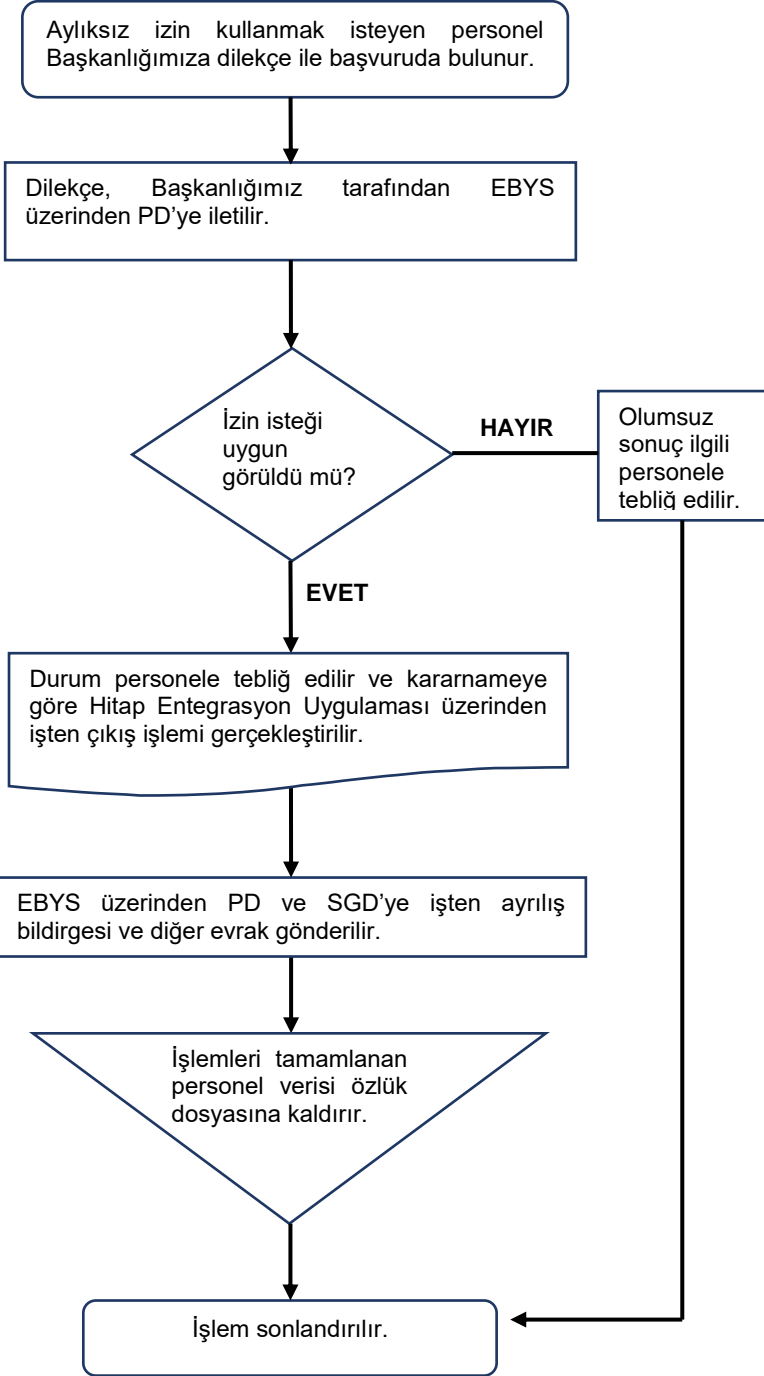 Aylıksız izin kullanmak isteyen personel
Başkanlığımıza dilekçe ile başvuruda bulunur.
Dilekçe, Başkanlığımız tarafından EBYS
üzerinden PD’ye iletilir.
İzin isteği
uygun
görüldü mü?
HAYIR
Olumsuz
sonuç ilgili
personele
tebliğ edilir.
EVET
Durum personele tebliğ edilir ve kararnameye
göre Hitap Entegrasyon Uygulaması üzerinden
işten çıkış işlemi gerçekleştirilir.
EBYS üzerinden PD ve SGD’ye işten ayrılış
bildirgesi ve diğer evrak gönderilir.
İşlemleri tamamlanan
personel verisi özlük
dosyasına kaldırır.
İşlem sonlandırılır.